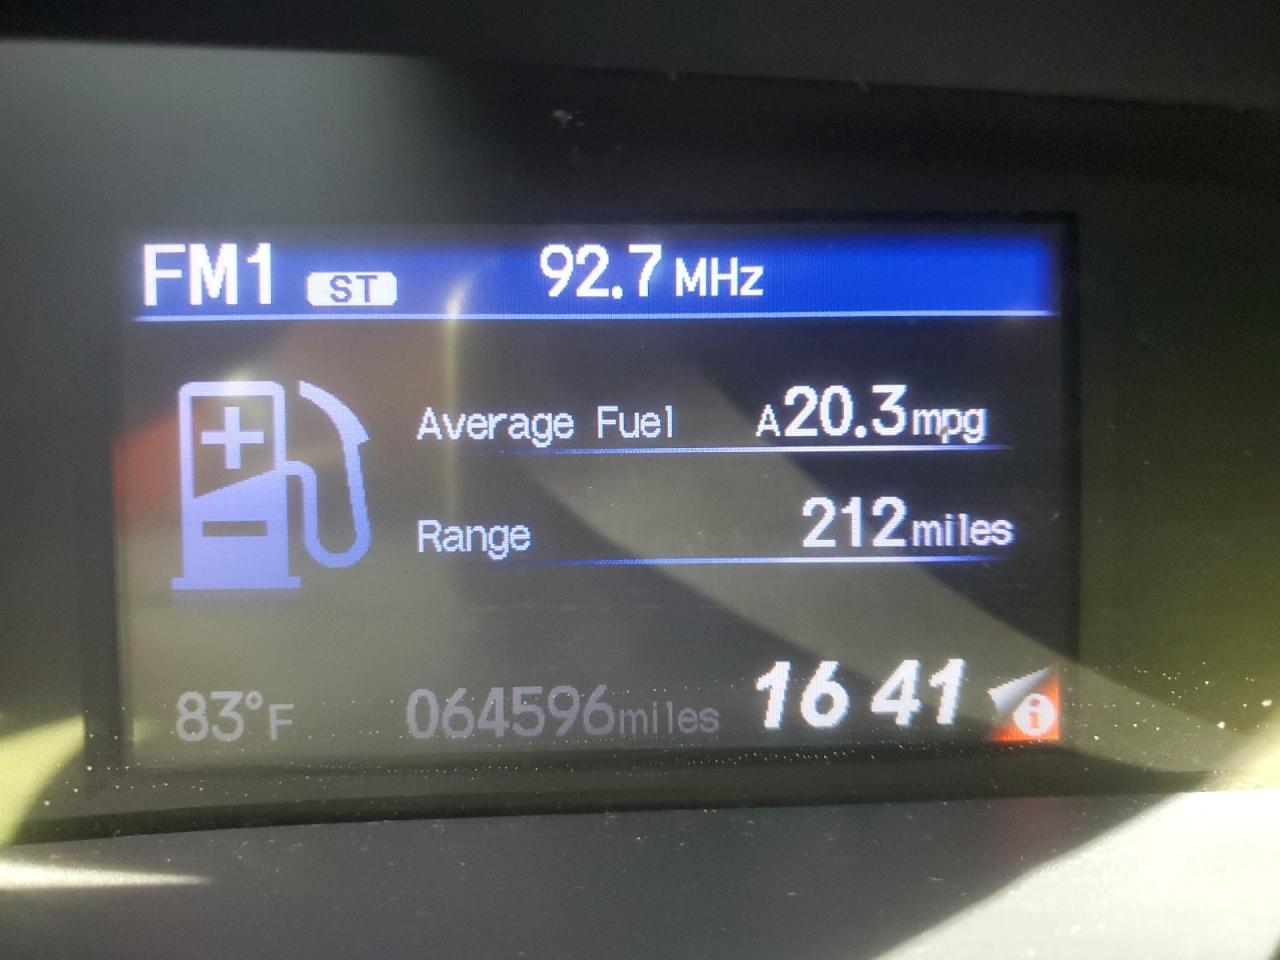 FM1 ST 92.7 MHz
Average Fuel A20.3mpg
Range 212miles
83°F 064596miles 16 41 i